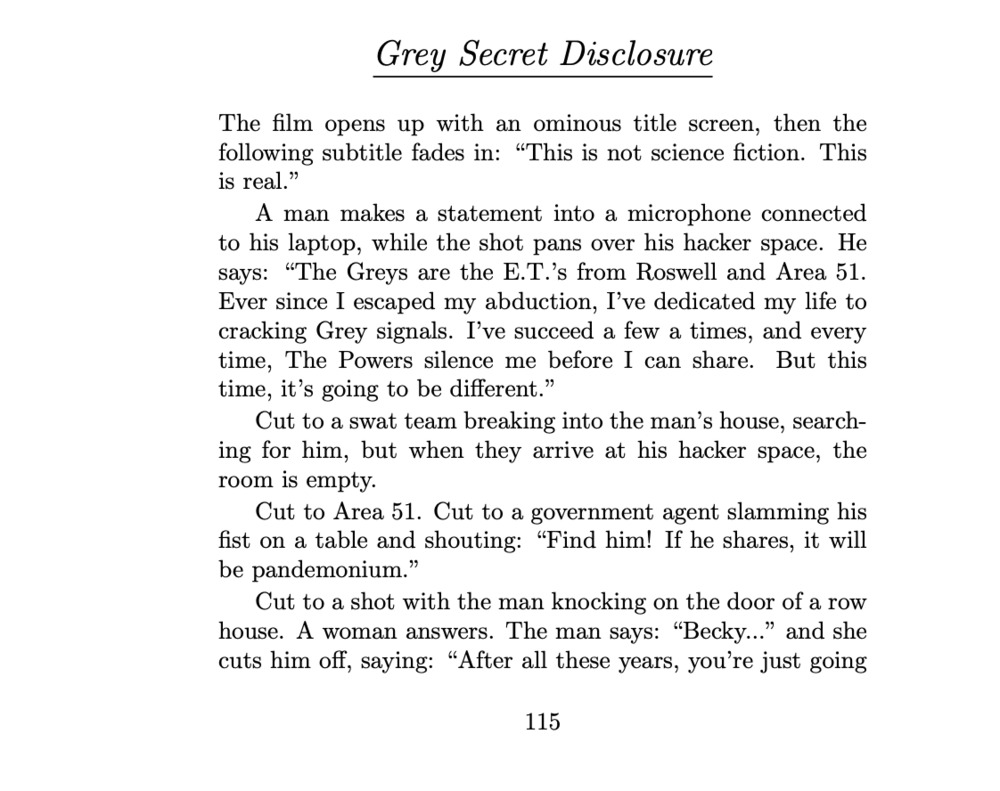 Grey Secret Disclosure
The film opens up with an ominous title screen, then the
following subtitle fades in: “This is not science fiction. This
is real.”
A man makes a statement into a microphone connected
to his laptop, while the shot pans over his hacker space. He
says: “The Greys are the E.T.’s from Roswell and Area 51.
Ever since I escaped my abduction, I’ve dedicated my life to
cracking Grey signals. I’ve succeed a few a times, and every
time, The Powers silence me before I can share. But this
time, it’s going to be different.”
Cut to a swat team breaking into the man’s house, search-
ing for him, but when they arrive at his hacker space, the
room is empty.
Cut to Area 51. Cut to a government agent slamming his
fist on a table and shouting: “Find him! If he shares, it will
be pandemonium.”
Cut to a shot with the man knocking on the door of a row
house. A woman answers. The man says: “Becky...” and she
cuts him off, saying: “After all these years, you’re just going
115